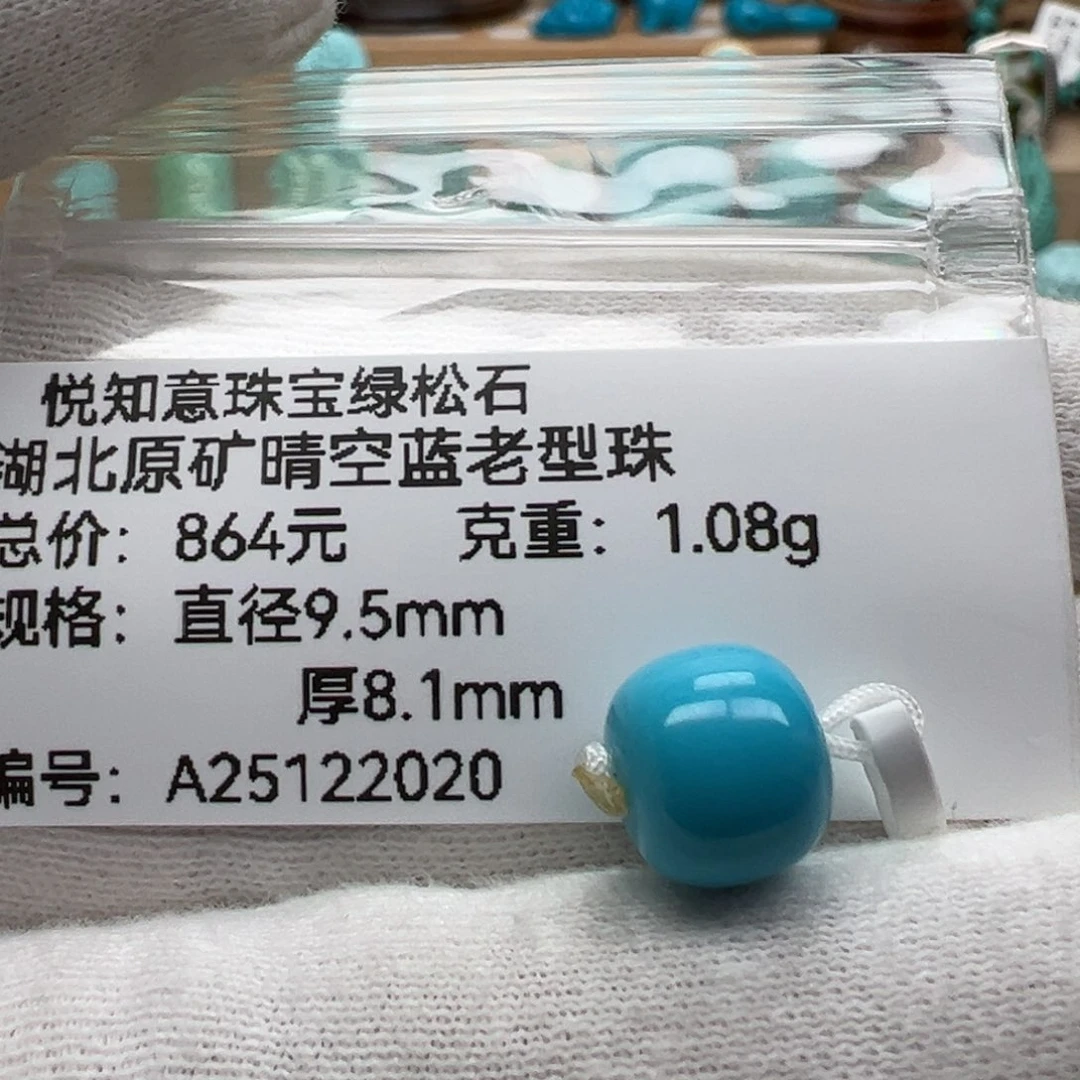 悦知意珠宝绿松石
湖北原矿晴空蓝老型珠
总价：864元 克重：1.08g
规格：直径9.5mm
厚8.1mm
编号：A25122020